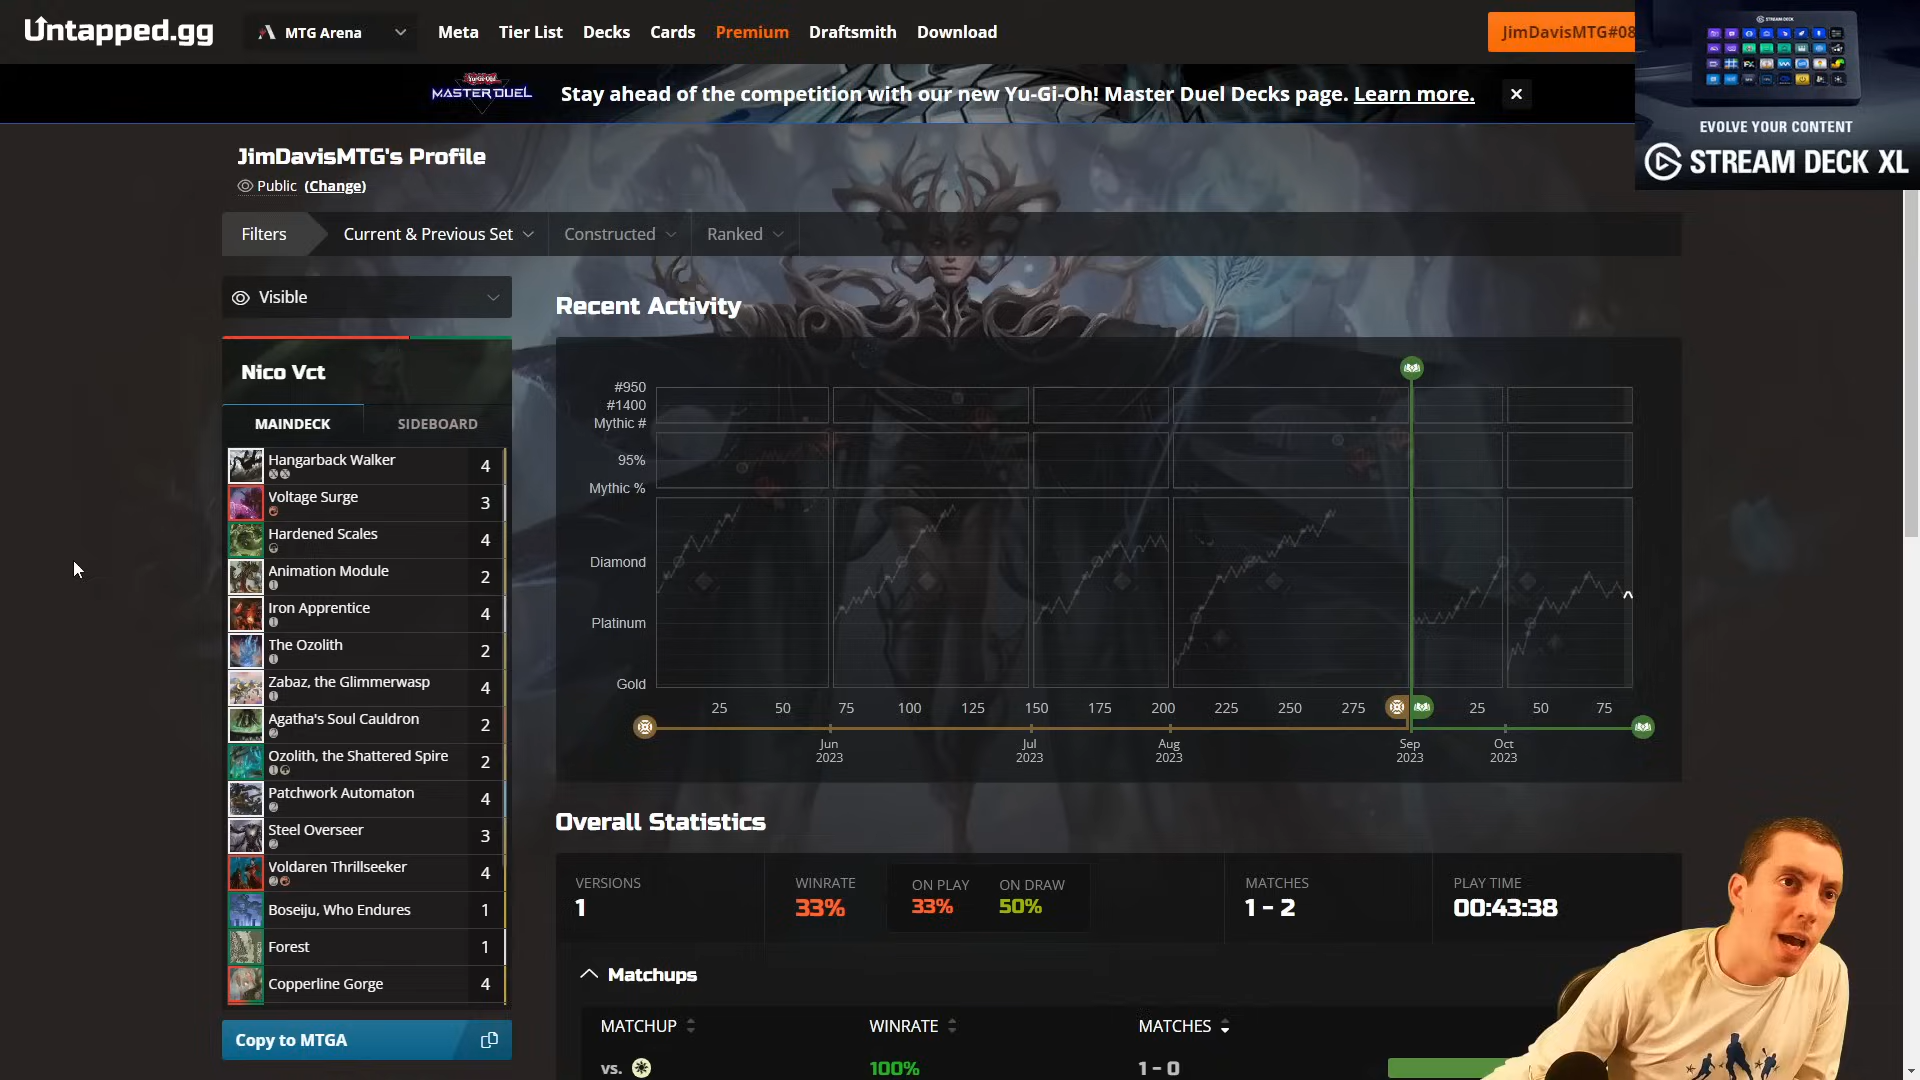 Untapped.gg
MTG Arena
Meta
Tier List
Decks
Cards
Premium
Draftsmith
Download
JimDavisMTG#08
STREAM DECK
EVOLVE YOUR CONTENT
STREAM DECK XL
Yu-Gi-Oh!
MASTER DUEL
Stay ahead of the competition with our new Yu-Gi-Oh! Master Duel Decks page. Learn more.
JimDavisMTG's Profile
Public (Change)
Filters
Current & Previous Set
Constructed
Ranked
Visible
Nico Vct
MAINDECK
SIDEBOARD
Hangarback Walker 4
Voltage Surge 3
Hardened Scales 4
Animation Module 2
Iron Apprentice 4
The Ozolith 2
Zabaz, the Glimmerwasp 4
Agatha's Soul Cauldron 2
Ozolith, the Shattered Spire 2
Patchwork Automaton 4
Steel Overseer 3
Voldaren Thrillseeker 4
Boseiju, Who Endures 1
Forest 1
Copperline Gorge 4
Copy to MTGA
Recent Activity
#950
#1400
Mythic #
95%
Mythic %
Diamond
Platinum
Gold
25 50 75 100 125 150 175 200 225 250 275 25 50 75
Jun 2023
Jul 2023
Aug 2023
Sep 2023
Oct 2023
Overall Statistics
VERSIONS
1
WINRATE
33%
ON PLAY
33%
ON DRAW
50%
MATCHES
1 - 2
PLAY TIME
00:43:38
Matchups
MATCHUP
WINRATE
MATCHES
vs.
100%
1 - 0